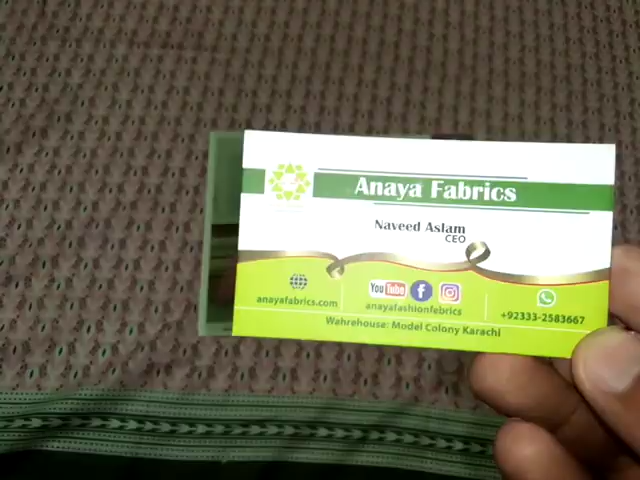 Anaya Fabrics
Naveed Aslam
CEO
anayafabrics.com
YouTube
anayafashionfebrics
+92333-2583667
Wahrehouse: Model Colony Karachi